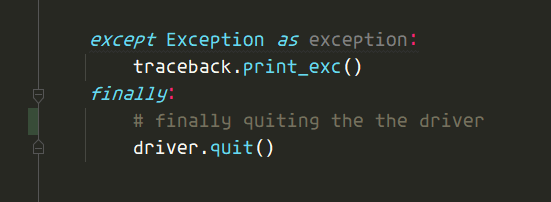 except Exception as exception:
traceback.print_exc()
finally:
# finally quiting the the driver
driver.quit()